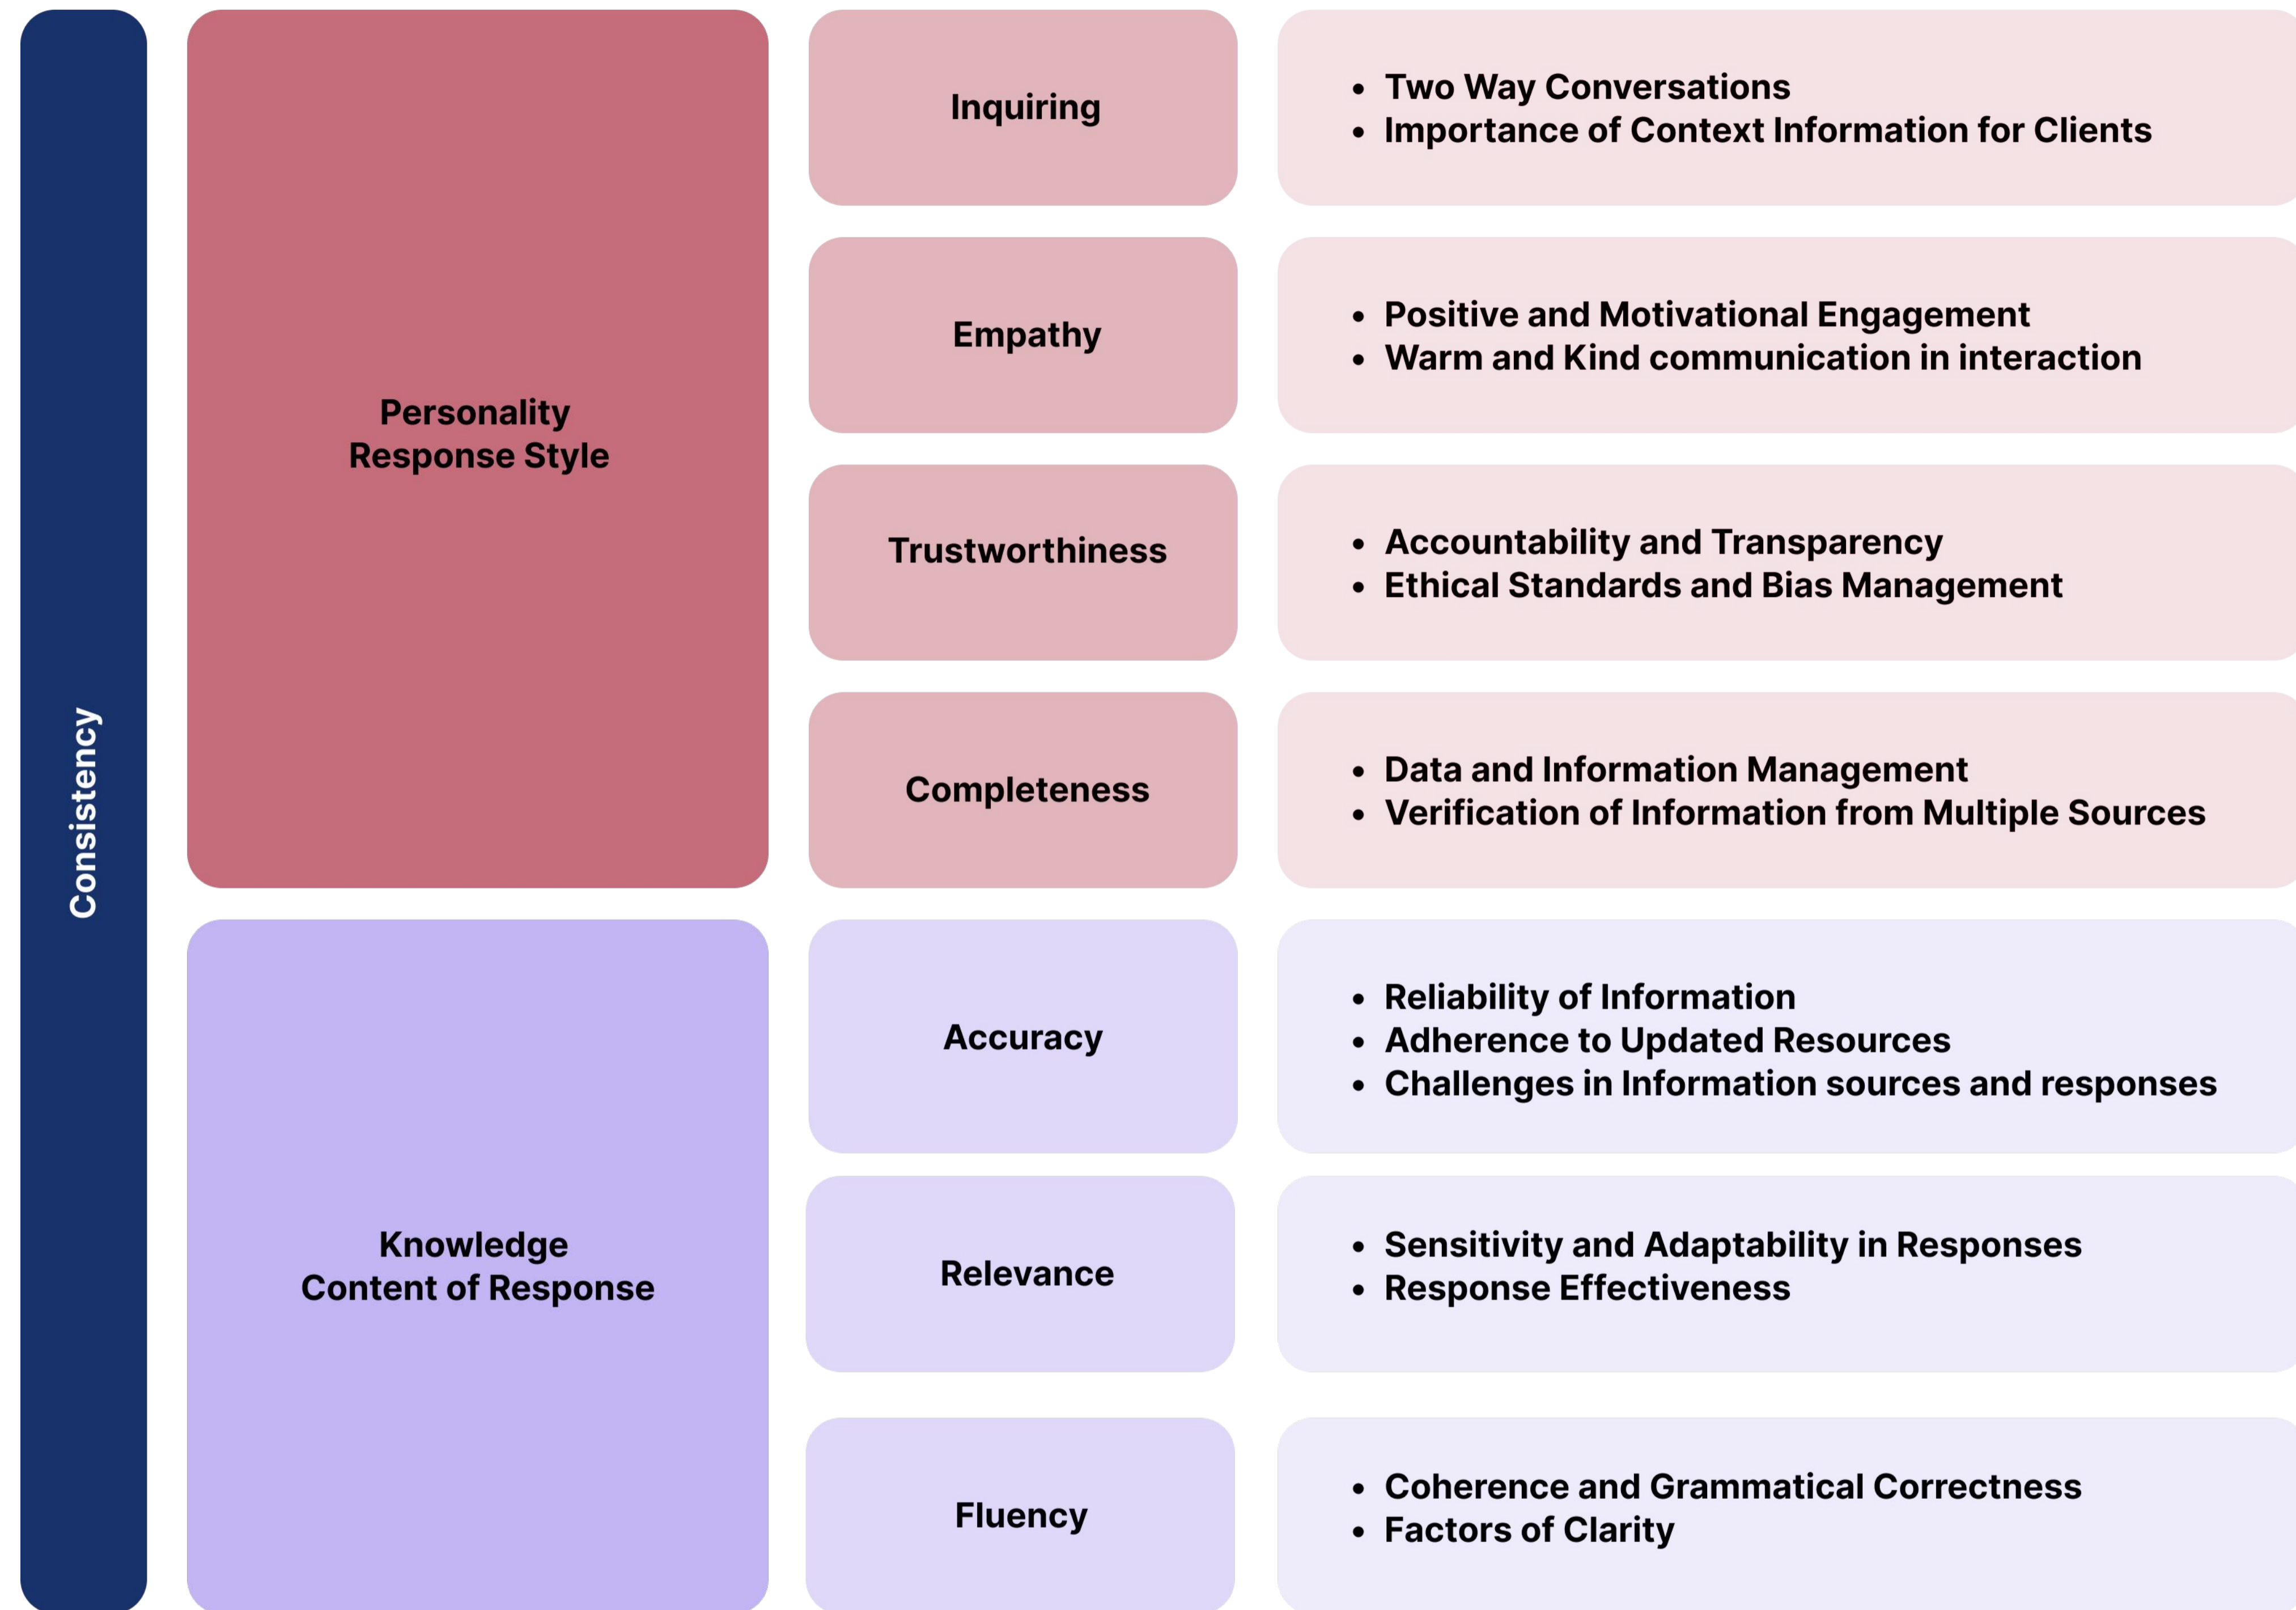 Consistency
Personality
Response Style
Inquiring
• Two Way Conversations
• Importance of Context Information for Clients
Empathy
• Positive and Motivational Engagement
• Warm and Kind communication in interaction
Trustworthiness
• Accountability and Transparency
• Ethical Standards and Bias Management
Completeness
• Data and Information Management
• Verification of Information from Multiple Sources
Knowledge
Content of Response
Accuracy
• Reliability of Information
• Adherence to Updated Resources
• Challenges in Information sources and responses
Relevance
• Sensitivity and Adaptability in Responses
• Response Effectiveness
Fluency
• Coherence and Grammatical Correctness
• Factors of Clarity